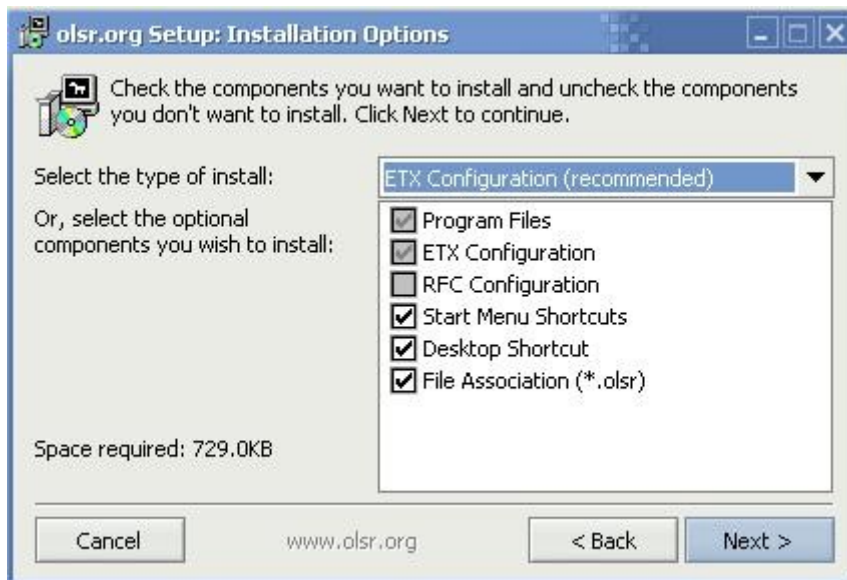 olsr.org Setup: Installation Options
Check the components you want to install and uncheck the components
you don't want to install. Click Next to continue.
Select the type of install:
ETX Configuration (recommended)
Or, select the optional
components you wish to install:
Program Files
ETX Configuration
RFC Configuration
Start Menu Shortcuts
Desktop Shortcut
File Association (*.olsr)
Space required: 729.0KB
Cancel
www.olsr.org
< Back
Next >